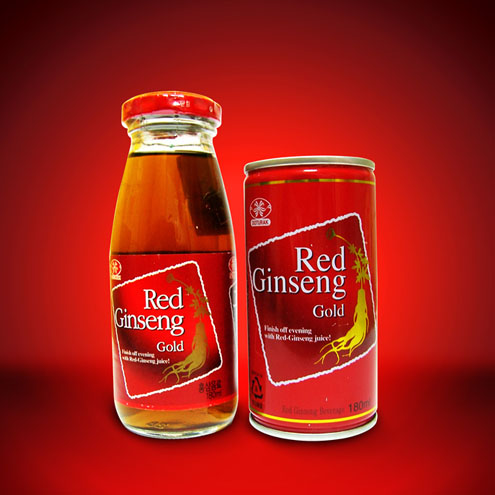 Red
Ginseng
Gold
Finish off evening
with Red-Ginseng juice!
180ml
Red
Ginseng
Gold
Finish off evening
with Red-Ginseng juice!
Red Ginseng Beverage 180ml